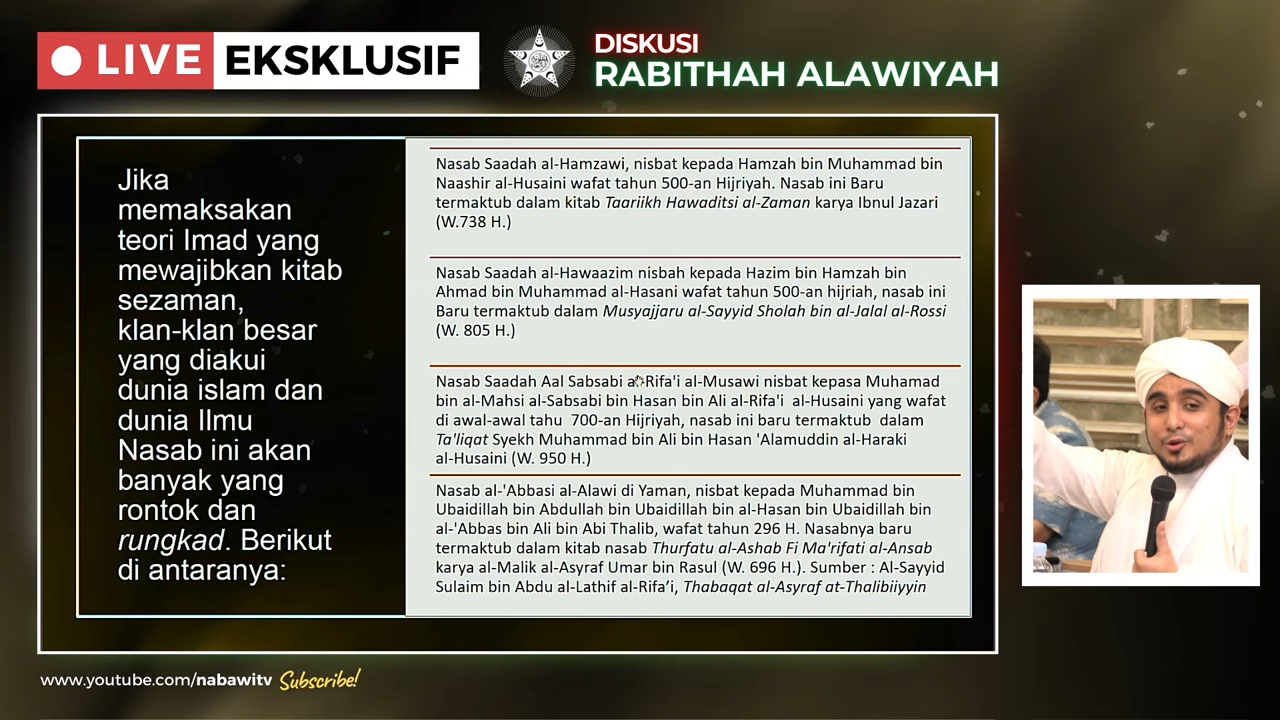 LIVE EKSKLUSIF
DISKUSI
RABITHAH ALAWIYAH
Jika
memaksakan
teori Imad yang
mewajibkan kitab
sezaman,
klan-klan besar
yang diakui
dunia islam dan
dunia Ilmu
Nasab ini akan
banyak yang
rontok dan
rungkad. Berikut
di antaranya:
Nasab Saadah al-Hamzawi, nisbat kepada Hamzah bin Muhammad bin
Naashir al-Husaini wafat tahun 500-an Hijriyah. Nasab ini Baru
termaktub dalam kitab Taariikh Hawaditsi al-Zaman karya Ibnul Jazari
(W.738 H.)
Nasab Saadah al-Hawaazim nisbah kepada Hazim bin Hamzah bin
Ahmad bin Muhammad al-Hasani wafat tahun 500-an hijriah, nasab ini
Baru termaktub dalam Musyajjaru al-Sayyid Sholah bin al-Jalal al-Rossi
(W. 805 H.)
Nasab Saadah Aal Sabsabi al-Rifa'i al-Musawi nisbat kepasa Muhamad
bin al-Mahsi al-Sabsabi bin Hasan bin Ali al-Rifa'i al-Husaini yang wafat
di awal-awal tahu 700-an Hijriyah, nasab ini baru termaktub dalam
Ta'liqat Syekh Muhammad bin Ali bin Hasan 'Alamuddin al-Haraki
al-Husaini (W. 950 H.)
Nasab al-'Abbasi al-Alawi di Yaman, nisbat kepada Muhammad bin
Ubaidillah bin Abdullah bin Ubaidillah bin al-Hasan bin Ubaidillah bin
al-'Abbas bin Ali bin Abi Thalib, wafat tahun 296 H. Nasabnya baru
termaktub dalam kitab nasab Thurfatu al-Ashab Fi Ma'rifati al-Ansab
karya al-Malik al-Asyraf Umar bin Rasul (W. 696 H.). Sumber : Al-Sayyid
Sulaim bin Abdu al-Lathif al-Rifa’i, Thabaqat al-Asyraf at-Thalibiiyyin
www.youtube.com/nabawitv Subscribe!